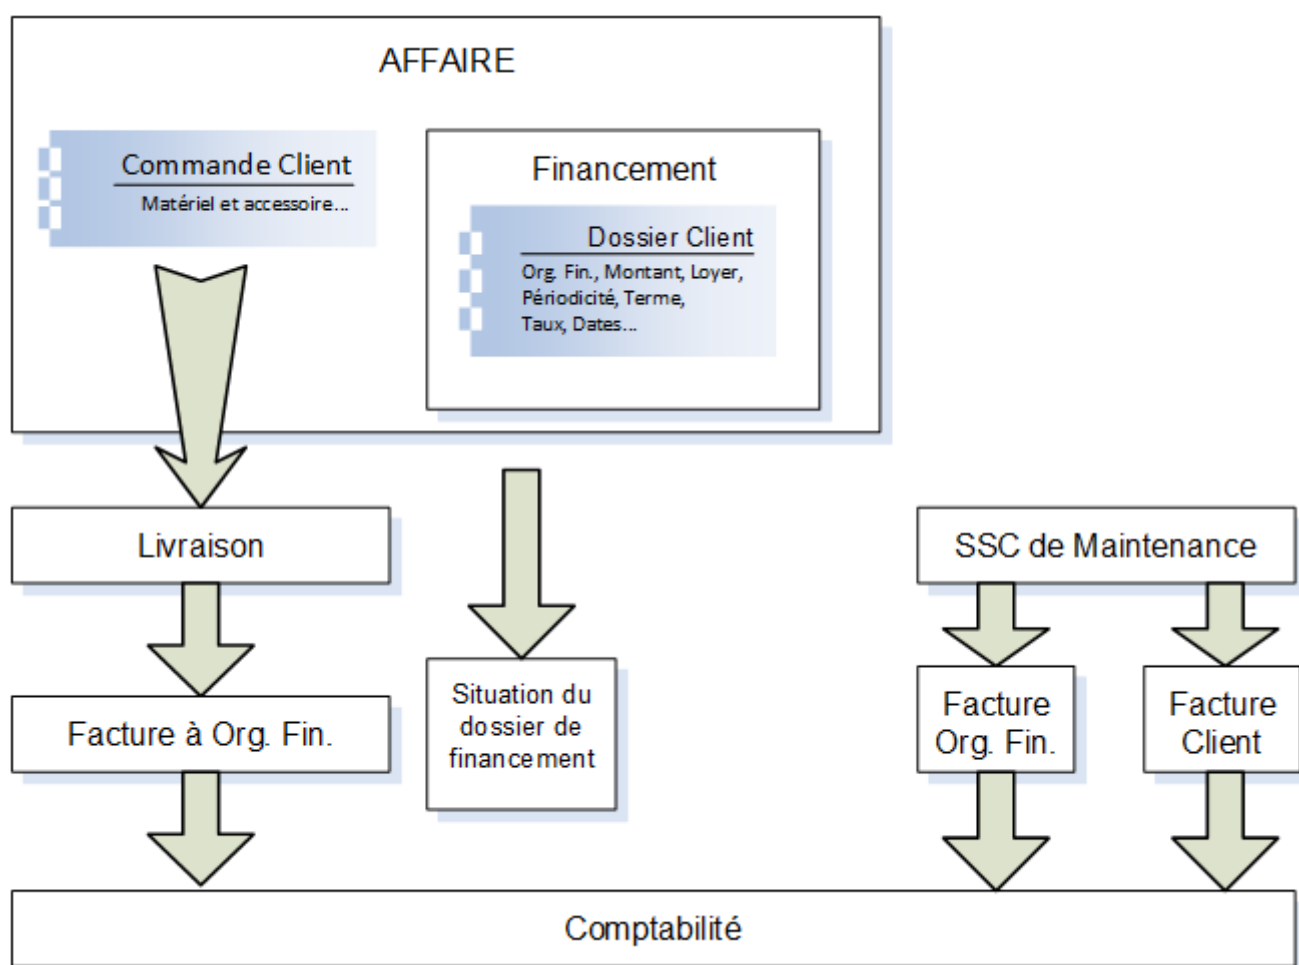 AFFAIRE
Commande Client
Matériel et accessoire...
Financement
Dossier Client
Org. Fin., Montant, Loyer,
Périodicité, Terme,
Taux, Dates...
Livraison
SSC de Maintenance
Situation du
dossier de
financement
Facture à Org. Fin.
Facture
Org. Fin.
Facture
Client
Comptabilité